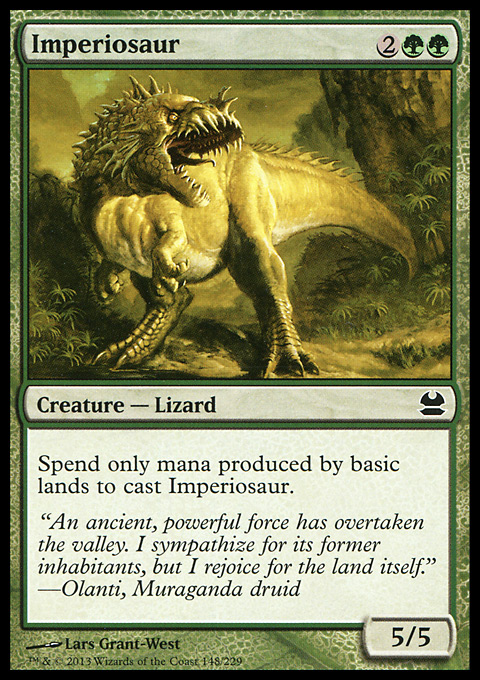 Imperiosaur 2
Creature — Lizard
Spend only mana produced by basic
lands to cast Imperiosaur.
“An ancient, powerful force has overtaken
the valley. I sympathize for its former
inhabitants, but I rejoice for the land itself.”
—Olanti, Muraganda druid
5/5
Lars Grant-West
™ & © 2013 Wizards of the Coast 148/229